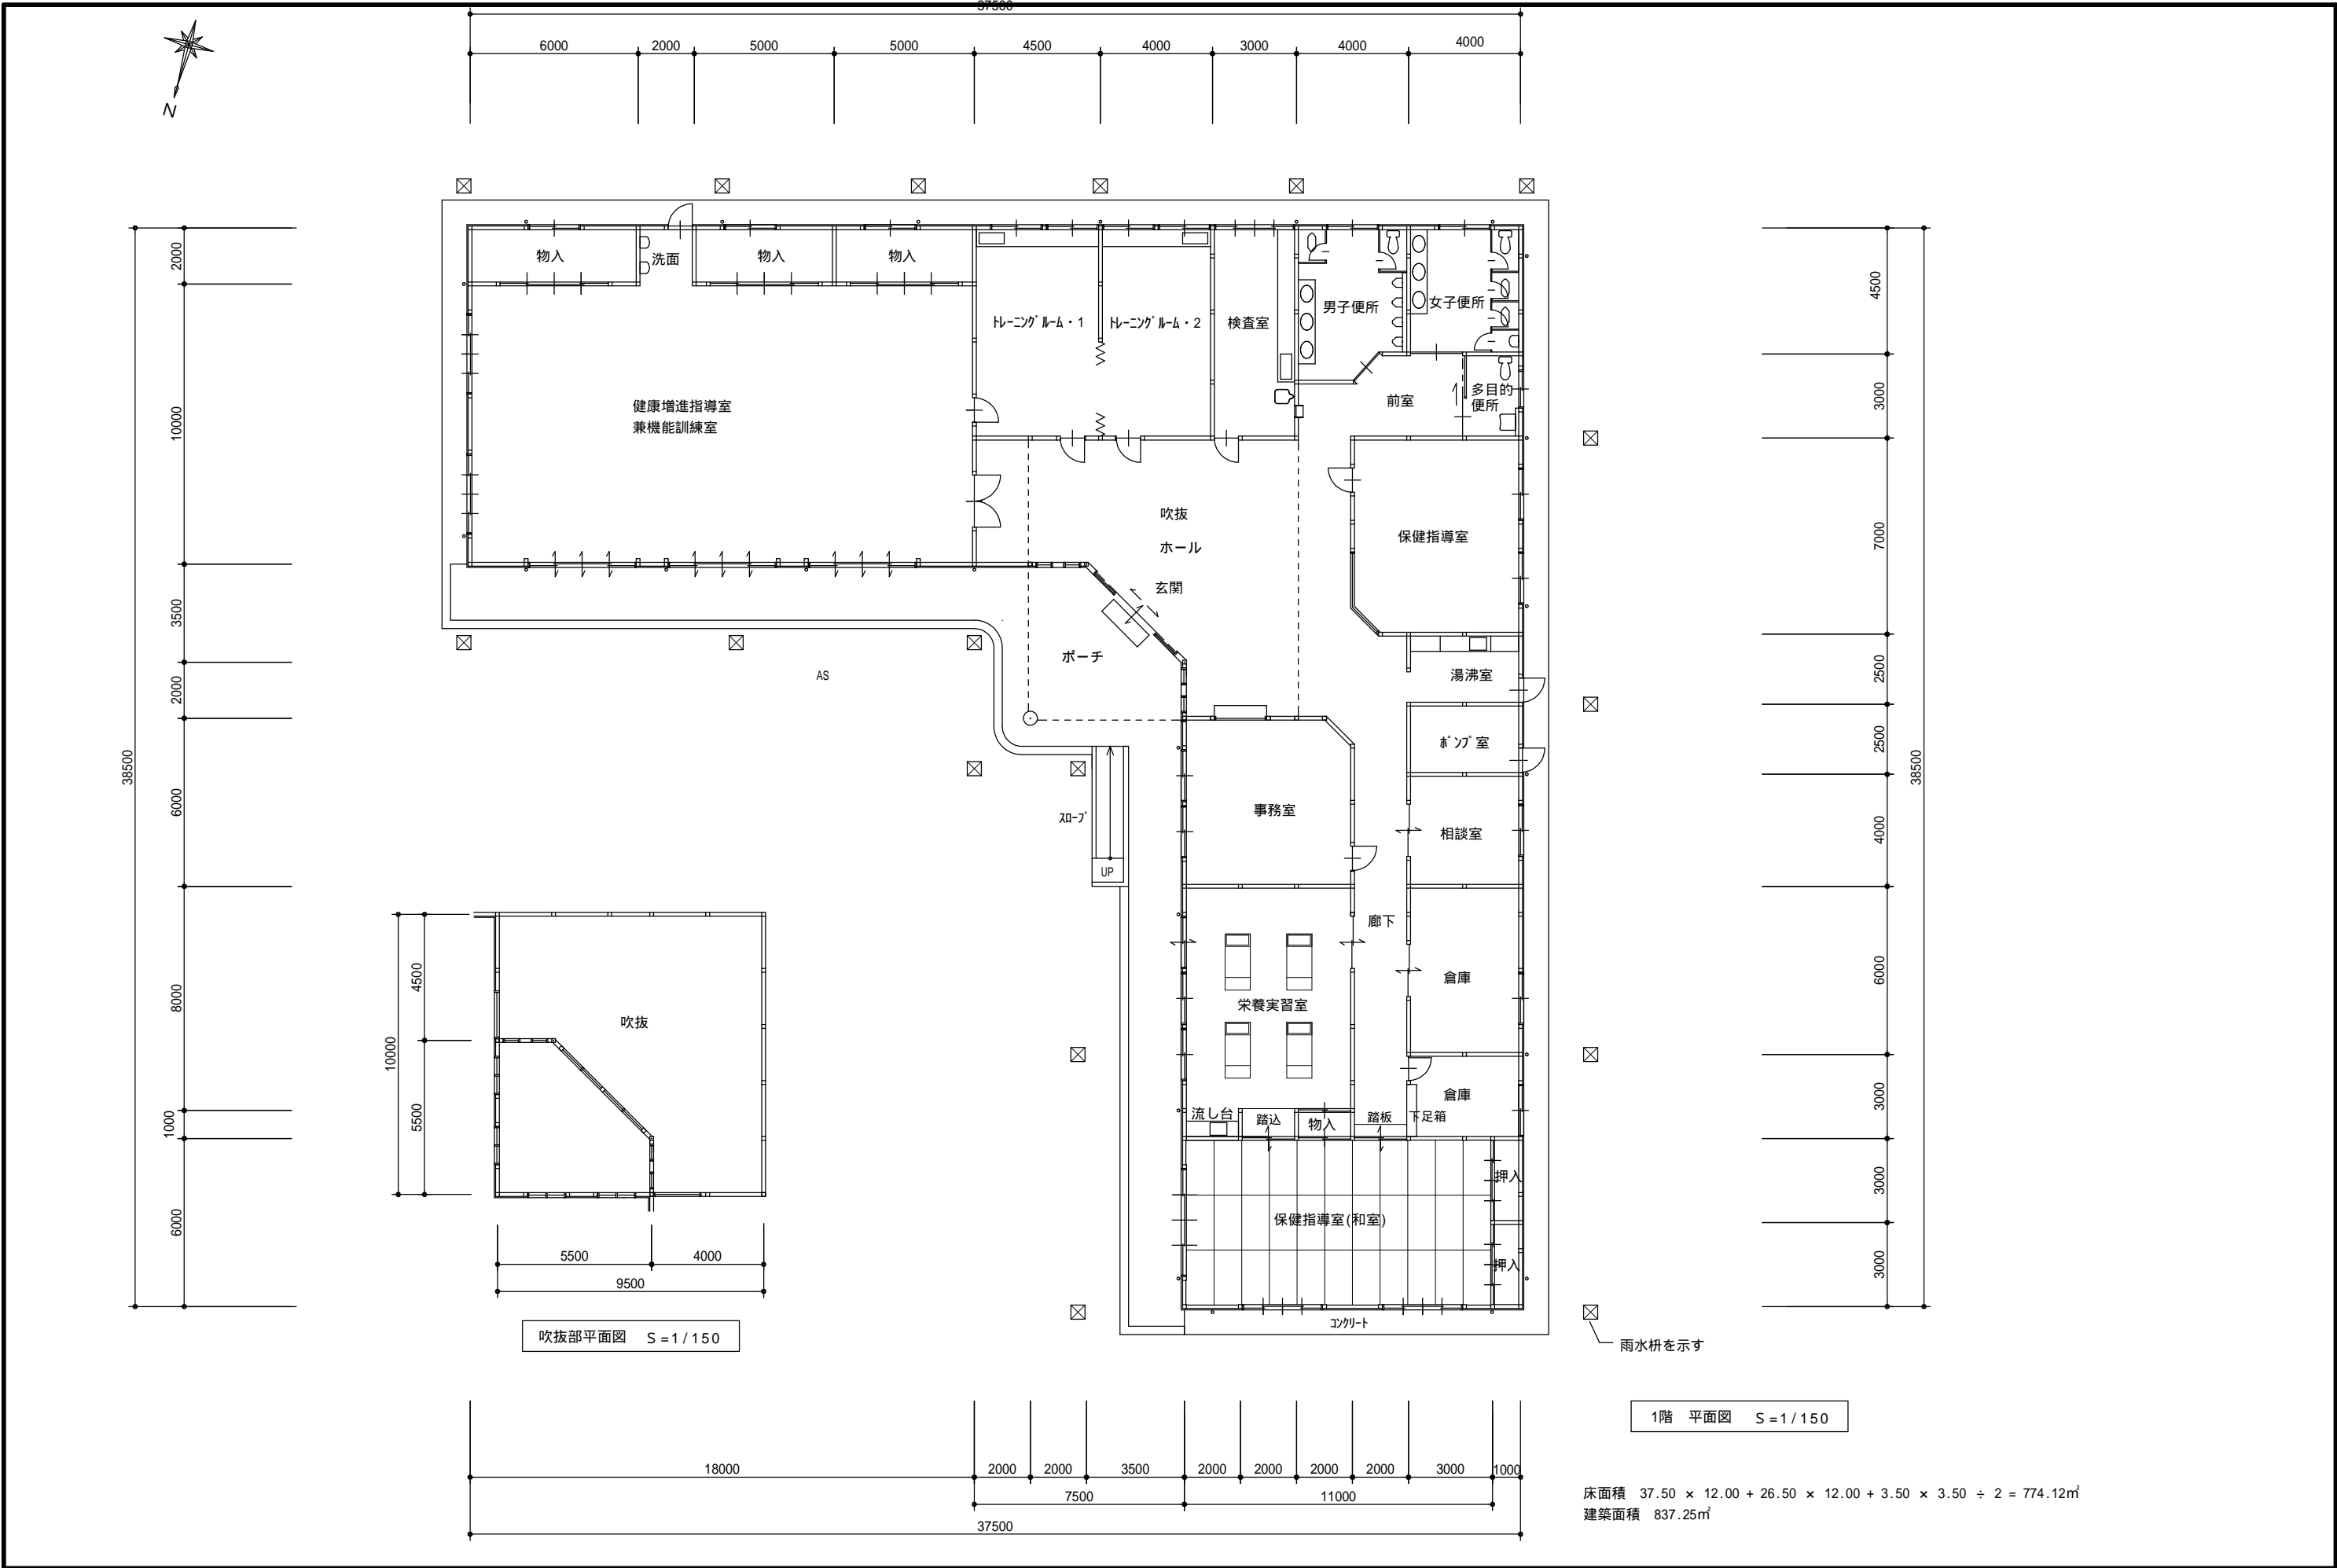 37500
6000 2000 5000 5000 4500 4000 3000 4000 4000
N
物入 洗面 物入 物入
トレーニングルーム・1 トレーニングルーム・2 検査室 男子便所 女子便所
多目的
便所
前室
健康増進指導室
兼機能訓練室
吹抜
ホール
玄関
保健指導室
ポーチ
AS
湯沸室
ポンプ室
事務室
相談室
スロープ
UP
廊下
倉庫
栄養実習室
倉庫
流し台 踏込 物入 踏板 下足箱
押入
保健指導室(和室)
押入
コンクリート
雨水枡を示す
2000
10000
3500
2000
6000
8000
1000
6000
38500
4500
3000
7000
2500
2500
4000
6000
3000
3000
3000
38500
吹抜
4500
5500
10000
5500 4000
9500
吹抜部平面図 S=1/150
1階 平面図 S=1/150
18000 2000 2000 3500 2000 2000 2000 2000 3000 1000
7500 11000
37500
床面積 37.50 × 12.00 + 26.50 × 12.00 + 3.50 × 3.50 ÷ 2 = 774.12㎡
建築面積 837.25㎡